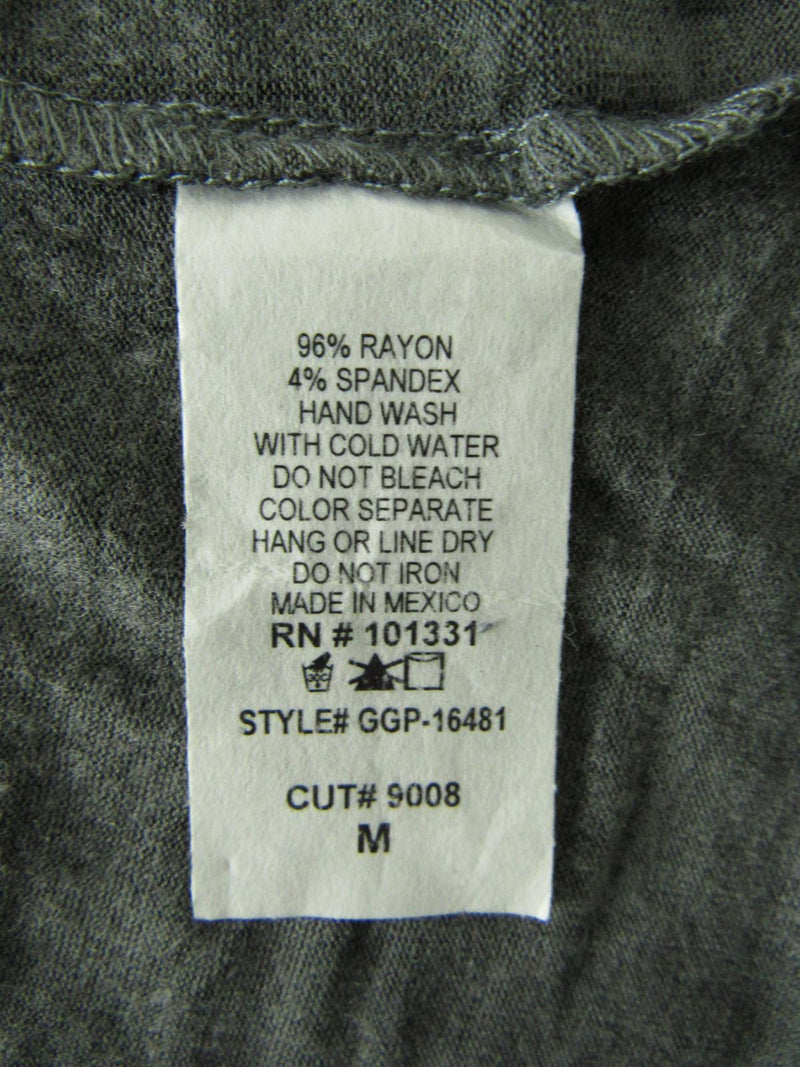 96% RAYON
4% SPANDEX
HAND WASH
WITH COLD WATER
DO NOT BLEACH
COLOR SEPARATE
HANG OR LINE DRY
DO NOT IRON
MADE IN MEXICO
RN # 101331
30C
STYLE# GGP-16481
CUT# 9008
M